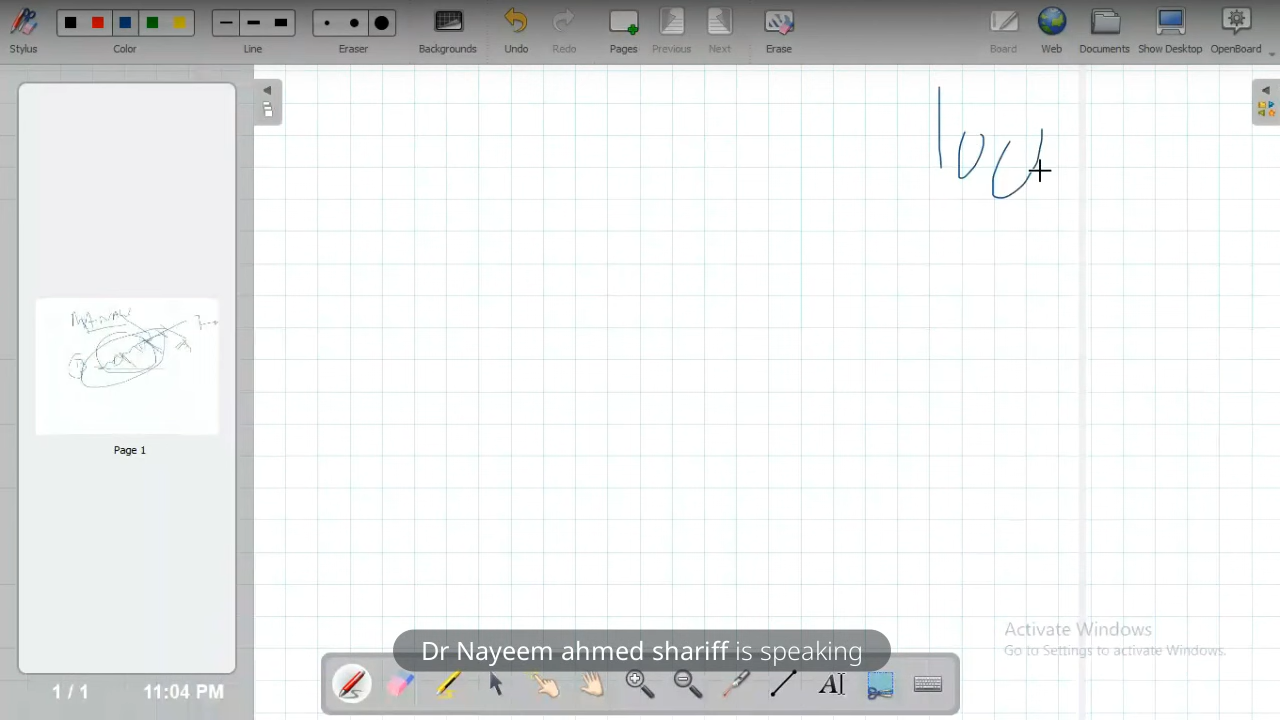 Stylus
Color
Line
Eraser
Backgrounds
Undo
Redo
Pages
Previous
Next
Erase
Board
Web
Documents
Show Desktop
OpenBoard
Page 1
Activate Windows
Go to Settings to activate Windows.
Dr Nayeem ahmed shariff is speaking
AI
1 / 1
11:04 PM